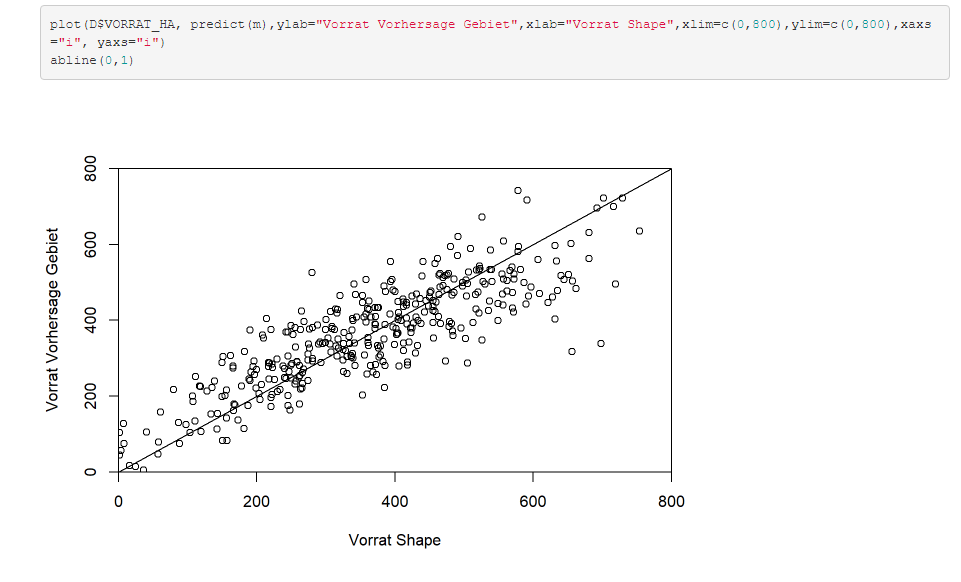 plot(D$VORRAT_HA, predict(m),ylab="Vorrat Vorhersage Gebiet",xlab="Vorrat Shape",xlim=c(0,800),ylim=c(0,800),xaxs
="i", yaxs="i")
abline(0,1)
800
600
400
200
0
Vorrat Vorhersage Gebiet
0 200 400 600 800
Vorrat Shape